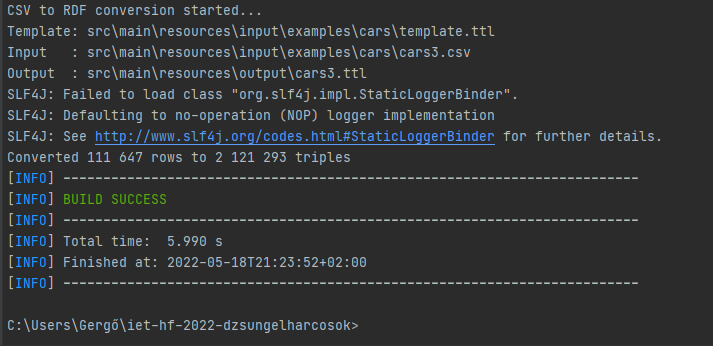 CSV to RDF conversion started...
Template: src\main\resources\input\examples\cars\template.ttl
Input   : src\main\resources\input\examples\cars\cars3.csv
Output  : src\main\resources\output\cars3.ttl
SLF4J: Failed to load class "org.slf4j.impl.StaticLoggerBinder".
SLF4J: Defaulting to no-operation (NOP) logger implementation
SLF4J: See http://www.slf4j.org/codes.html#StaticLoggerBinder for further details.
Converted 111 647 rows to 2 121 293 triples
[INFO] ------------------------------------------------------------------------
[INFO] BUILD SUCCESS
[INFO] ------------------------------------------------------------------------
[INFO] Total time:  5.990 s
[INFO] Finished at: 2022-05-18T21:23:52+02:00
[INFO] ------------------------------------------------------------------------
C:\Users\Gergő\iet-hf-2022-dzsungelharcosok>